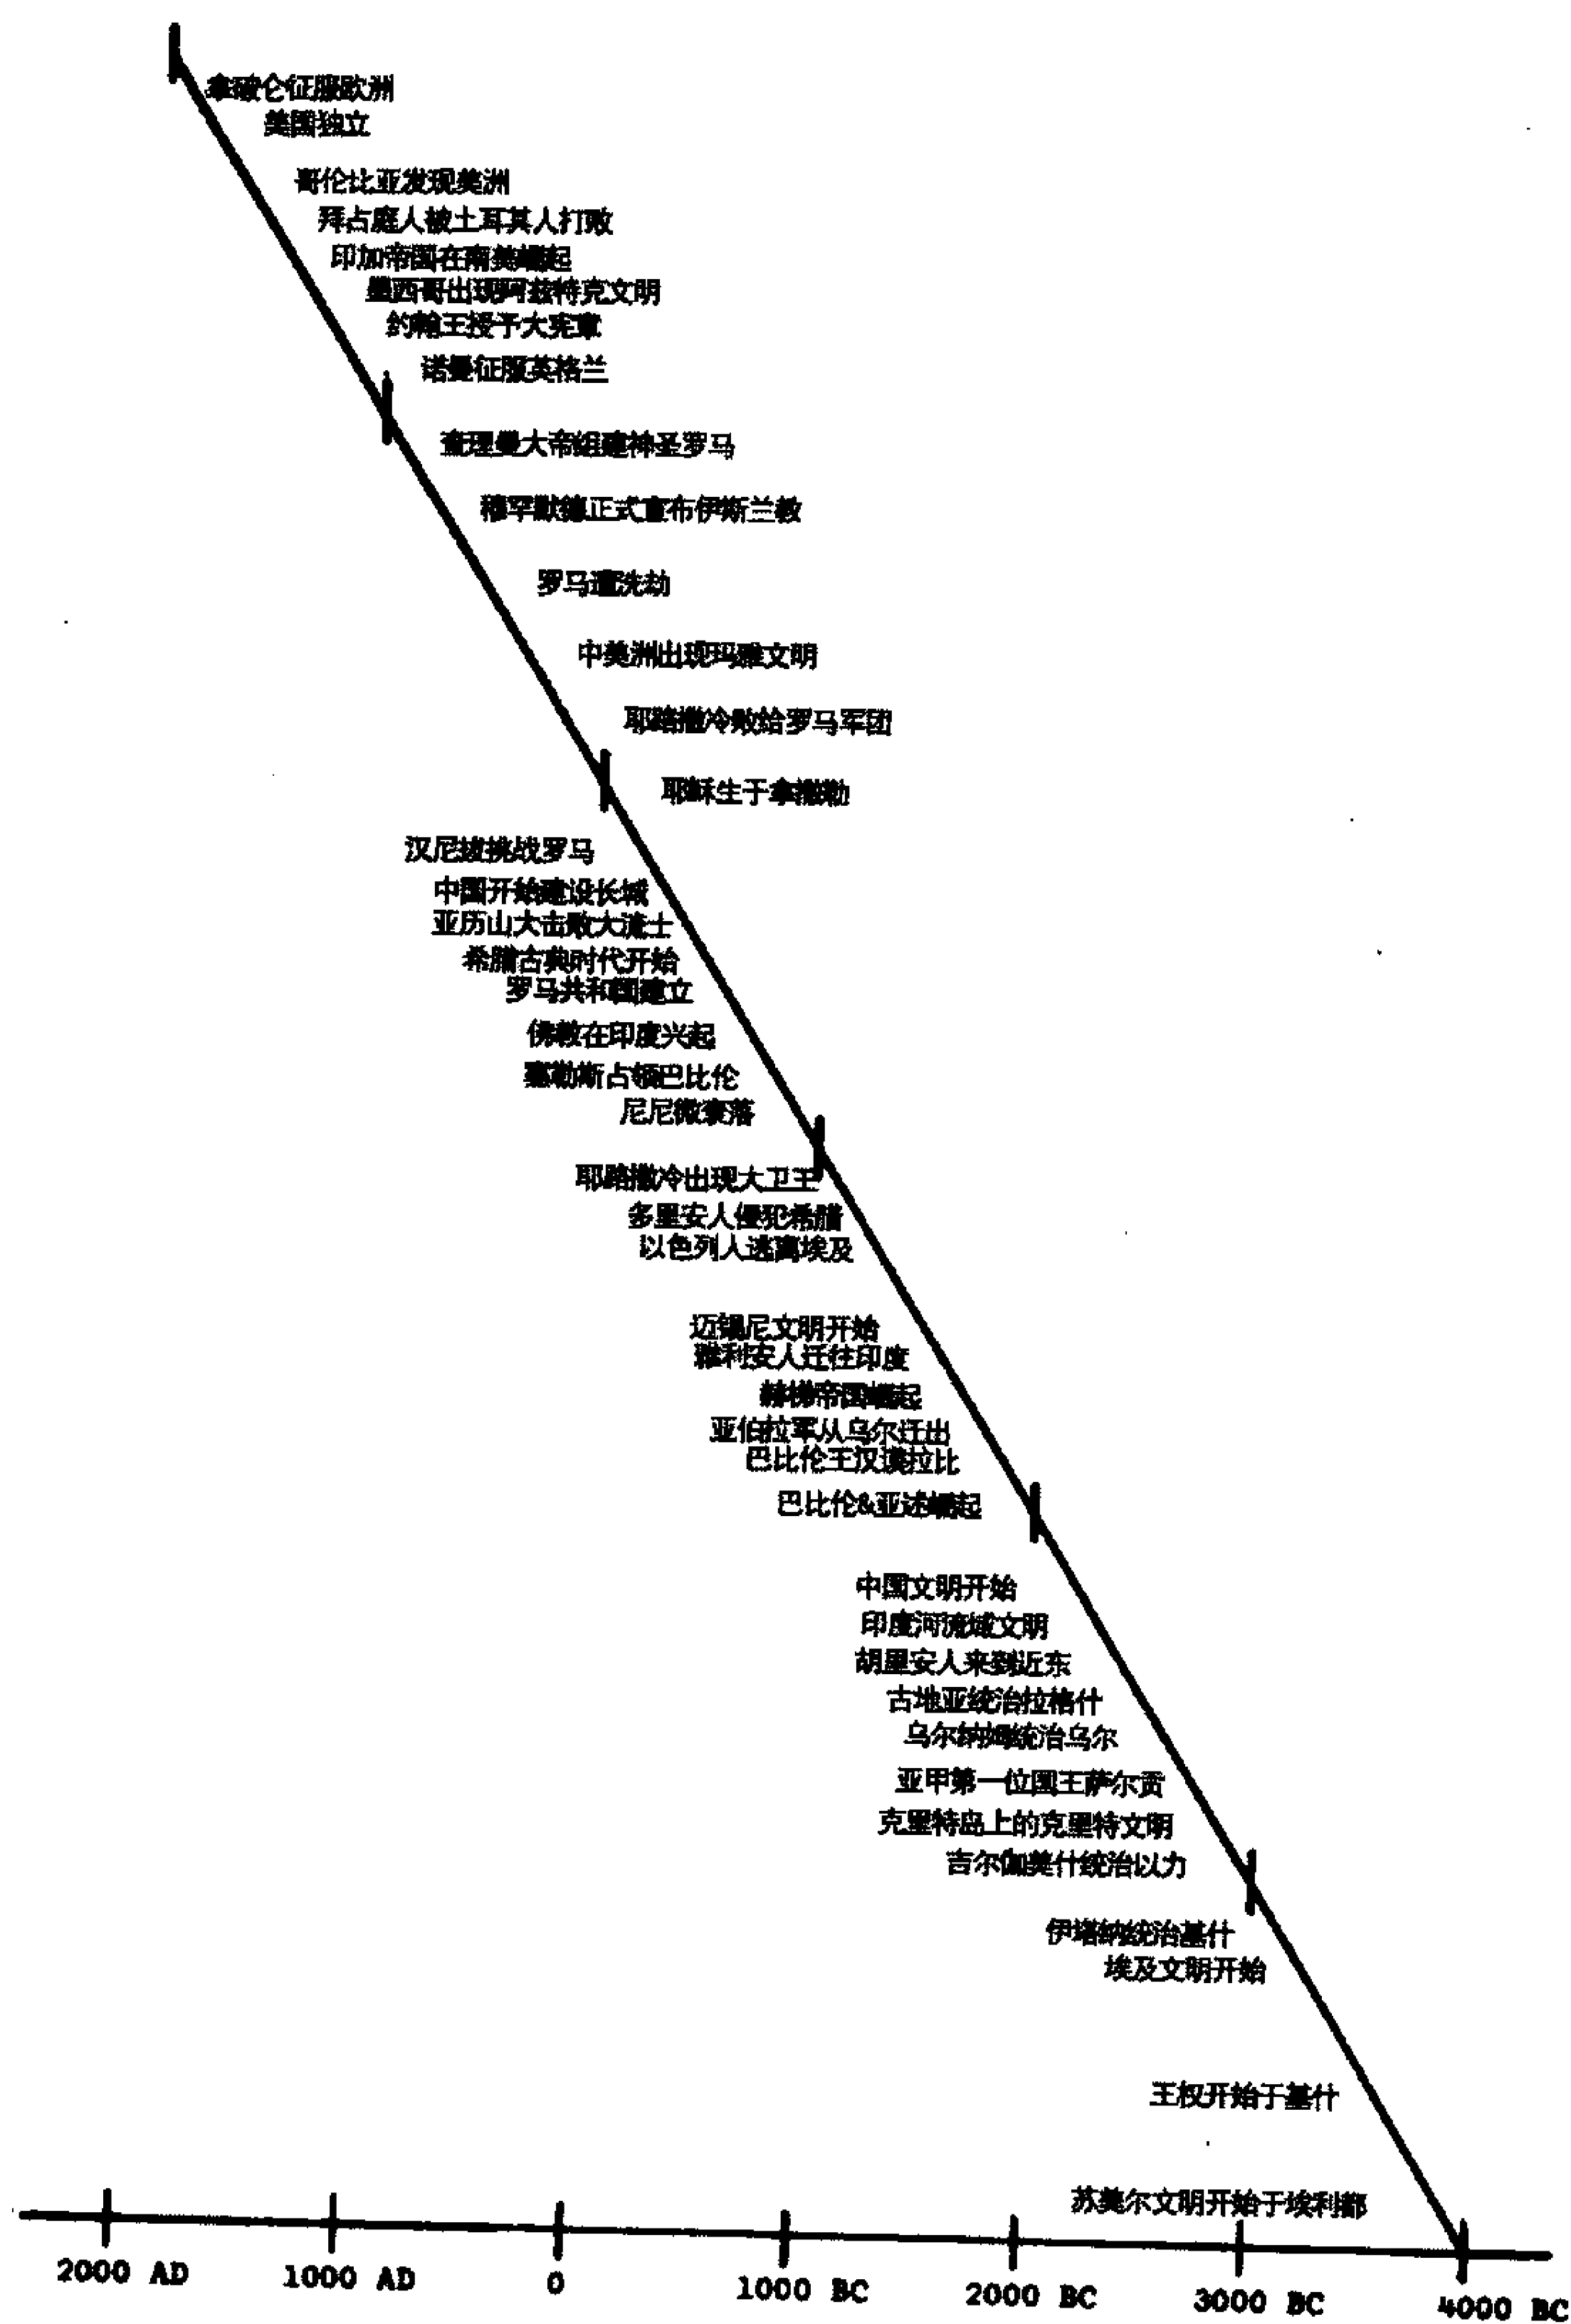 拿破仑征服欧洲
美国独立
哥伦比亚发现美洲
拜占庭人被土耳其人打败
印加帝国在南美崛起
墨西哥出现阿兹特克文明
约翰王授予大宪章
诺曼征服英格兰
查理曼大帝组建神圣罗马
穆罕默德正式宣布伊斯兰教
罗马遭洗劫
中美洲出现玛雅文明
耶路撒冷败给罗马军团
耶稣生于拿撒勒
汉尼拔挑战罗马
中国开始建设长城
亚历山大击败大流士
希腊古典时代开始
罗马共和国建立
佛教在印度兴起
塞勒斯占领巴比伦
尼尼微衰落
耶路撒冷出现大卫王
多里安人侵犯希腊
以色列人逃离埃及
迈锡尼文明开始
雅利安人迁往印度
赫梯帝国崛起
亚伯拉罕从乌尔迁出
巴比伦王汉谟拉比
巴比伦&亚述崛起
中国文明开始
印度河流域文明
胡里安人来到近东
古地亚统治拉格什
乌尔纳姆统治乌尔
亚甲第一位国王萨尔贡
克里特岛上的克里特文明
吉尔伽美什统治以力
伊塔纳统治基什
埃及文明开始
王权开始于基什
苏美尔文明开始于埃利都
2000 AD 1000 AD 0 1000 BC 2000 BC 3000 BC 4000 BC